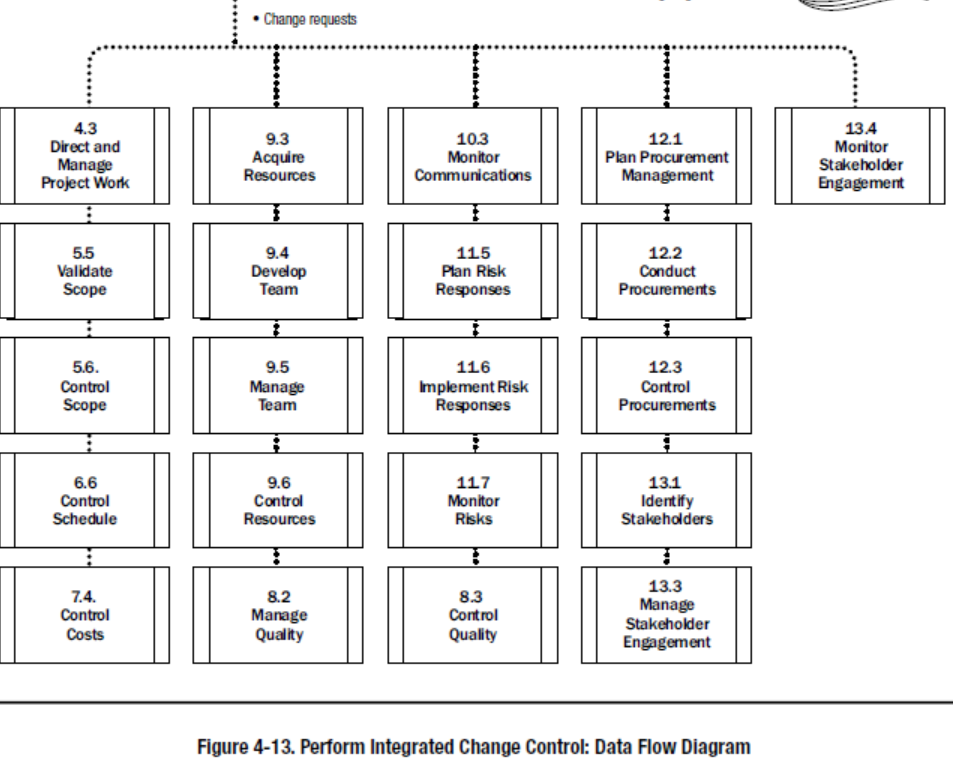 • Change requests
4.3
Direct and
Manage
Project Work
9.3
Acquire
Resources
10.3
Monitor
Communications
12.1
Plan Procurement
Management
13.4
Monitor
Stakeholder
Engagement
5.5
Validate
Scope
9.4
Develop
Team
11.5
Plan Risk
Responses
12.2
Conduct
Procurements
5.6.
Control
Scope
9.5
Manage
Team
11.6
Implement Risk
Responses
12.3
Control
Procurements
6.6
Control
Schedule
9.6
Control
Resources
11.7
Monitor
Risks
13.1
Identify
Stakeholders
7.4.
Control
Costs
8.2
Manage
Quality
8.3
Control
Quality
13.3
Manage
Stakeholder
Engagement
Figure 4-13. Perform Integrated Change Control: Data Flow Diagram